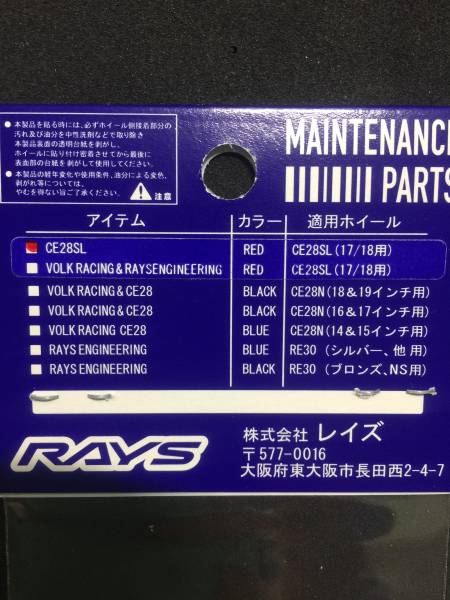 ●本製品を貼る時には、必ずホイール側接着部分の
汚れ及び油分を中性洗剤などで取り除き
本製品裏面の透明台紙を剥がし、
ホイールに貼り付け密着させてから最後に
表面部の台紙を剥がして使用してください。
●本製品の経年変化や使用条件、油分による変色、
剥がれ等については、
やむを得ない旨ご了承ください。
注意
MAINTENANCE
PARTS
アイテム カラー 適用ホイール
CE28SL RED CE28SL(17/18用)
VOLK RACING&RAYSENGINEERING RED CE28SL(17/18用)
VOLK RACING&CE28 BLACK CE28N(18&19インチ用)
VOLK RACING&CE28 BLACK CE28N(16&17インチ用)
VOLK RACING CE28 BLUE CE28N(14&15インチ用)
RAYS ENGINEERING BLUE RE30(シルバー、他用)
RAYS ENGINEERING BLACK RE30(ブロンズ、NS用)
RAYS
株式会社 レイズ
〒577-0016
大阪府東大阪市長田西2-4-7